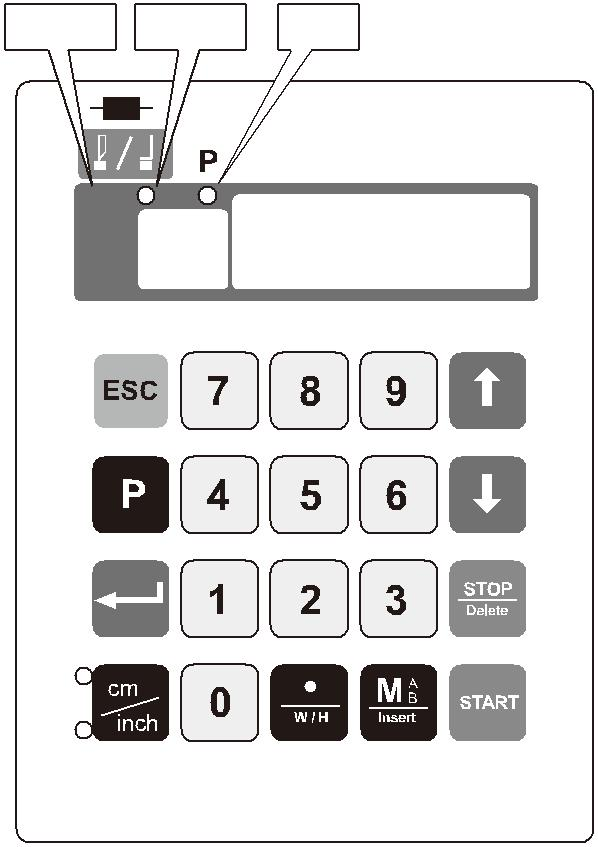 P
ESC 7 8 9
P 4 5 6
1 2 3 STOP
Delete
cm
inch
0
W / H
M A
B
Insert
START